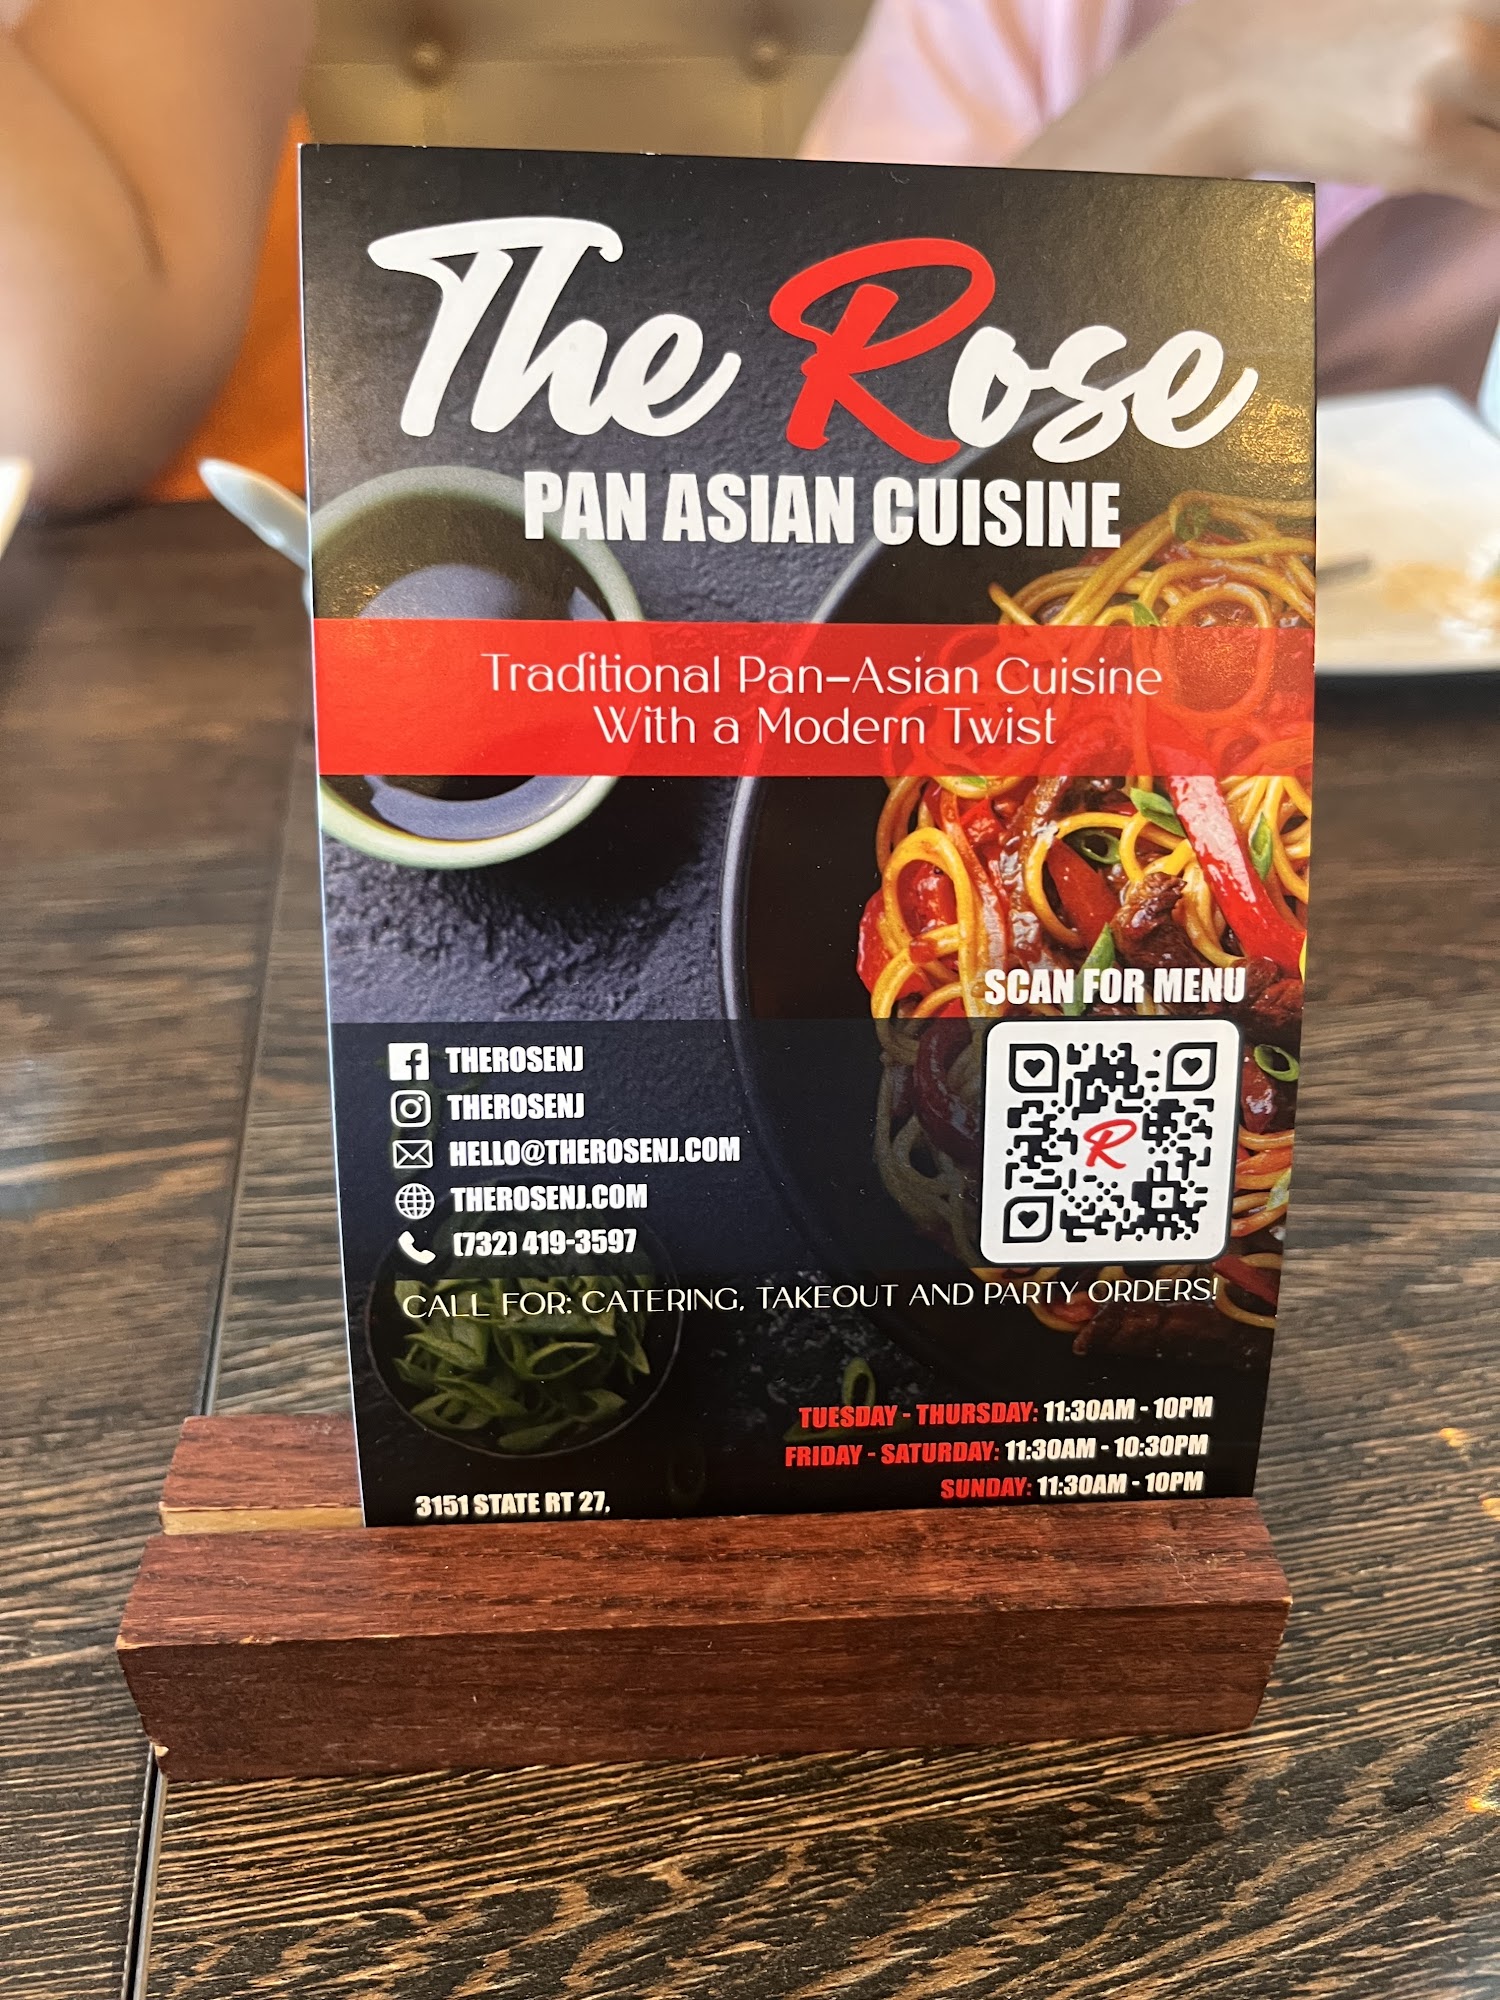 The Rose
PAN ASIAN CUISINE
Traditional Pan-Asian Cuisine
With a Modern Twist
SCAN FOR MENU
THEROSENJ
THEROSENJ
HELLO@THEROSENJ.COM
THEROSENJ.COM
(732) 419-3597
R
CALL FOR: CATERING, TAKEOUT AND PARTY ORDERS!
TUESDAY - THURSDAY: 11:30AM - 10PM
FRIDAY - SATURDAY: 11:30AM - 10:30PM
SUNDAY: 11:30AM - 10PM
3151 STATE RT 27,